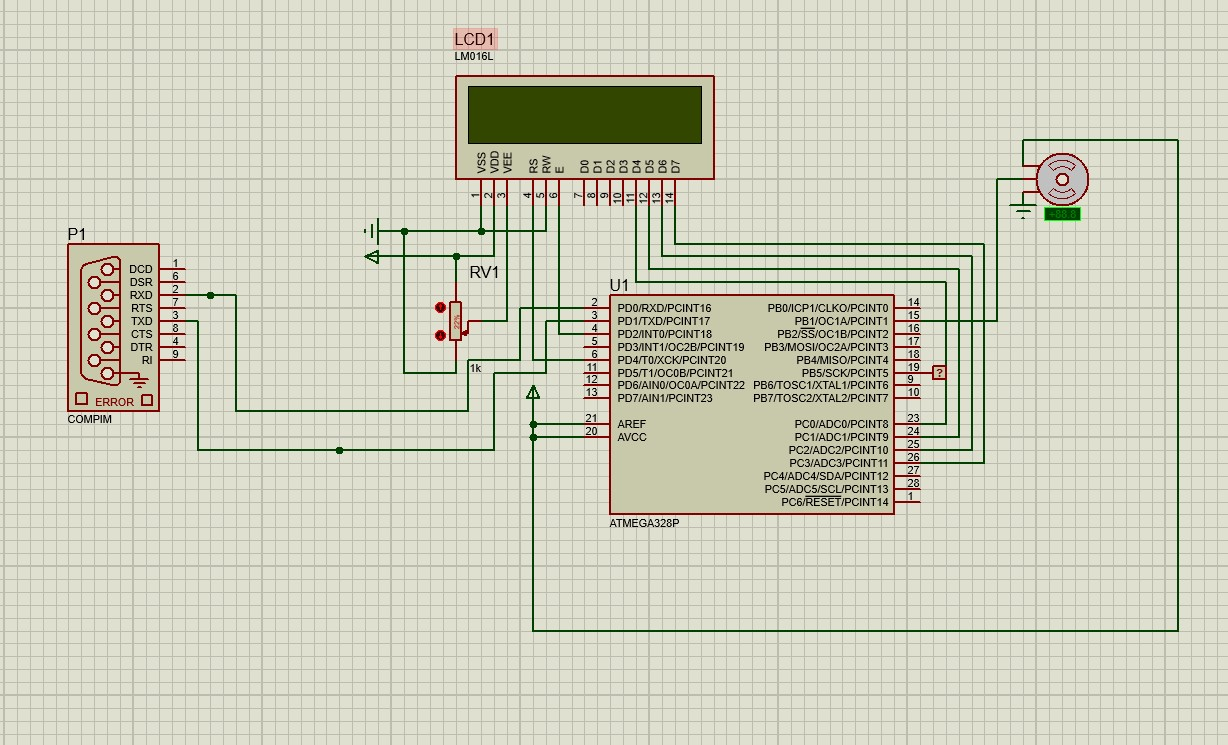 LCD1
LM016L
VSS
VDD
VEE
RS
RW
E
D0
D1
D2
D3
D4
D5
D6
D7
1
2
3
4
5
6
7
8
9
10
11
12
13
14
P1
DCD 1
DSR 6
RXD 2
RTS 7
TXD 3
CTS 8
DTR 4
RI 9
ERROR
COMPIM
RV1
22%
1k
U1
2 PD0/RXD/PCINT16 PB0/ICP1/CLKO/PCINT0 14
3 PD1/TXD/PCINT17 PB1/OC1A/PCINT1 15
4 PD2/INT0/PCINT18 PB2/SS/OC1B/PCINT2 16
5 PD3/INT1/OC2B/PCINT19 PB3/MOSI/OC2A/PCINT3 17
6 PD4/T0/XCK/PCINT20 PB4/MISO/PCINT4 18
11 PD5/T1/OC0B/PCINT21 PB5/SCK/PCINT5 19 ?
12 PD6/AIN0/OC0A/PCINT22 PB6/TOSC1/XTAL1/PCINT6 9
13 PD7/AIN1/PCINT23 PB7/TOSC2/XTAL2/PCINT7 10
21 AREF PC0/ADC0/PCINT8 23
20 AVCC PC1/ADC1/PCINT9 24
PC2/ADC2/PCINT10 25
PC3/ADC3/PCINT11 26
PC4/ADC4/SDA/PCINT12 27
PC5/ADC5/SCL/PCINT13 28
PC6/RESET/PCINT14 1
ATMEGA328P